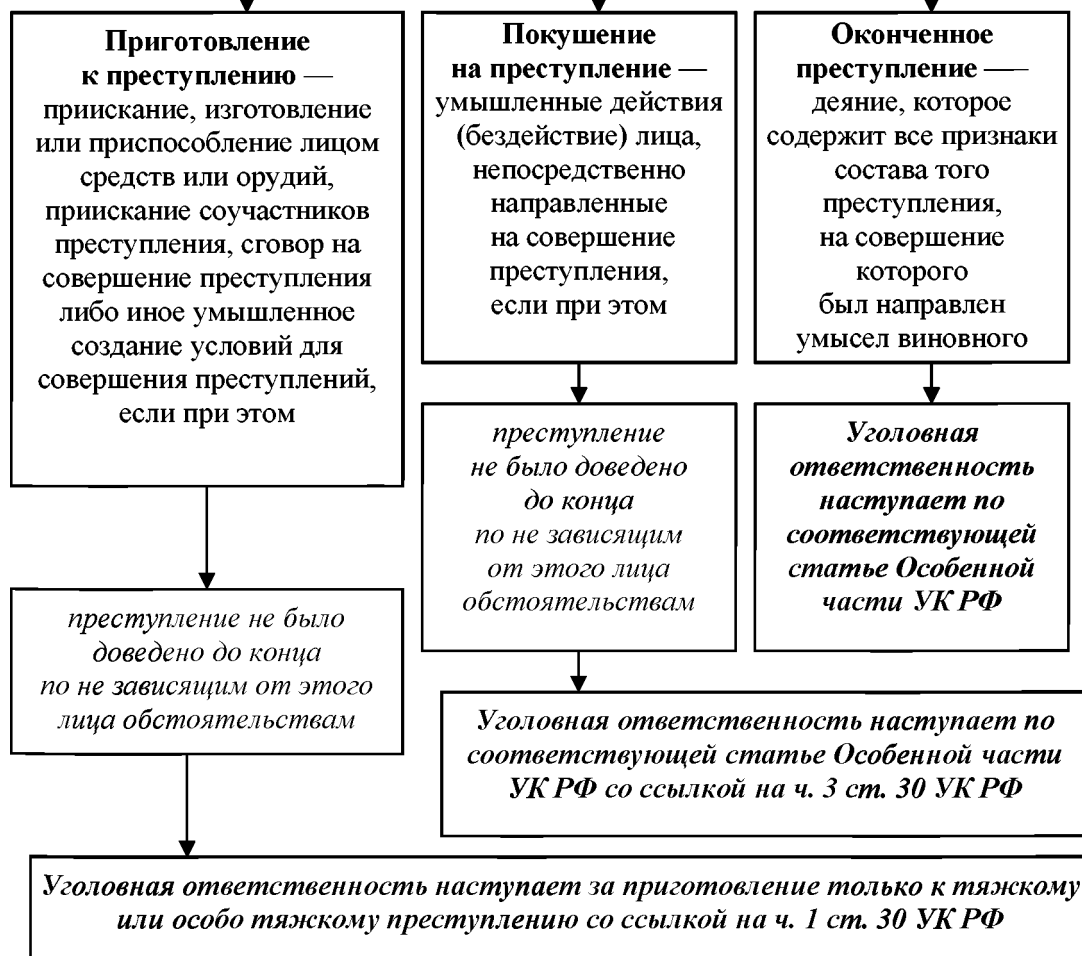 Приготовление
к преступлению —
приискание, изготовление
или приспособление лицом
средств или орудий,
приискание соучастников
преступления, сговор на
совершение преступления
либо иное умышленное
создание условий для
совершения преступлений,
если при этом
преступление не было
доведено до конца
по не зависящим от этого
лица обстоятельствам
Уголовная ответственность наступает за приготовление только к тяжкому
или особо тяжкому преступлению со ссылкой на ч. 1 ст. 30 УК РФ
Покушение
на преступление —
умышленные действия
(бездействие) лица,
непосредственно
направленные
на совершение
преступления,
если при этом
преступление
не было доведено
до конца
по не зависящим
от этого лица
обстоятельствам
Уголовная ответственность наступает по
соответствующей статье Особенной части
УК РФ со ссылкой на ч. 3 ст. 30 УК РФ
Оконченное
преступление —
деяние, которое
содержит все признаки
состава того
преступления,
на совершение
которого
был направлен
умысел виновного
Уголовная
ответственность
наступает по
соответствующей
статье Особенной
части УК РФ